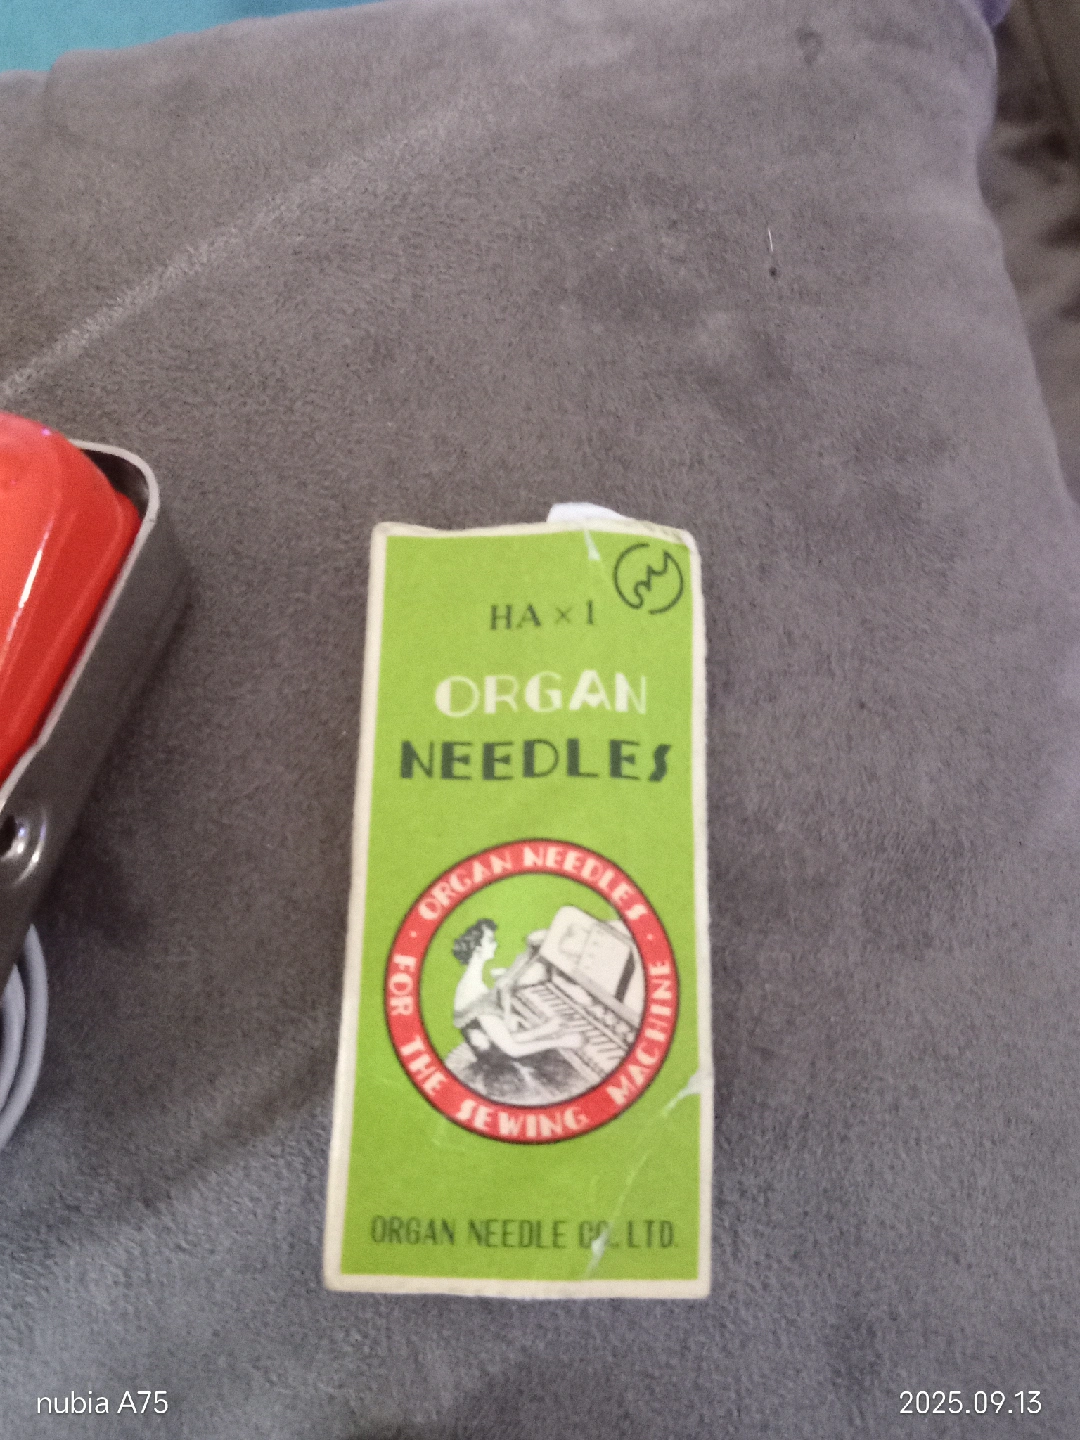 HA × 1
ORGAN
NEEDLES
· ORGAN NEEDLES ·
FOR THE SEWING MACHINE
ORGAN NEEDLE CO., LTD.
nubia A75
2025.09.13